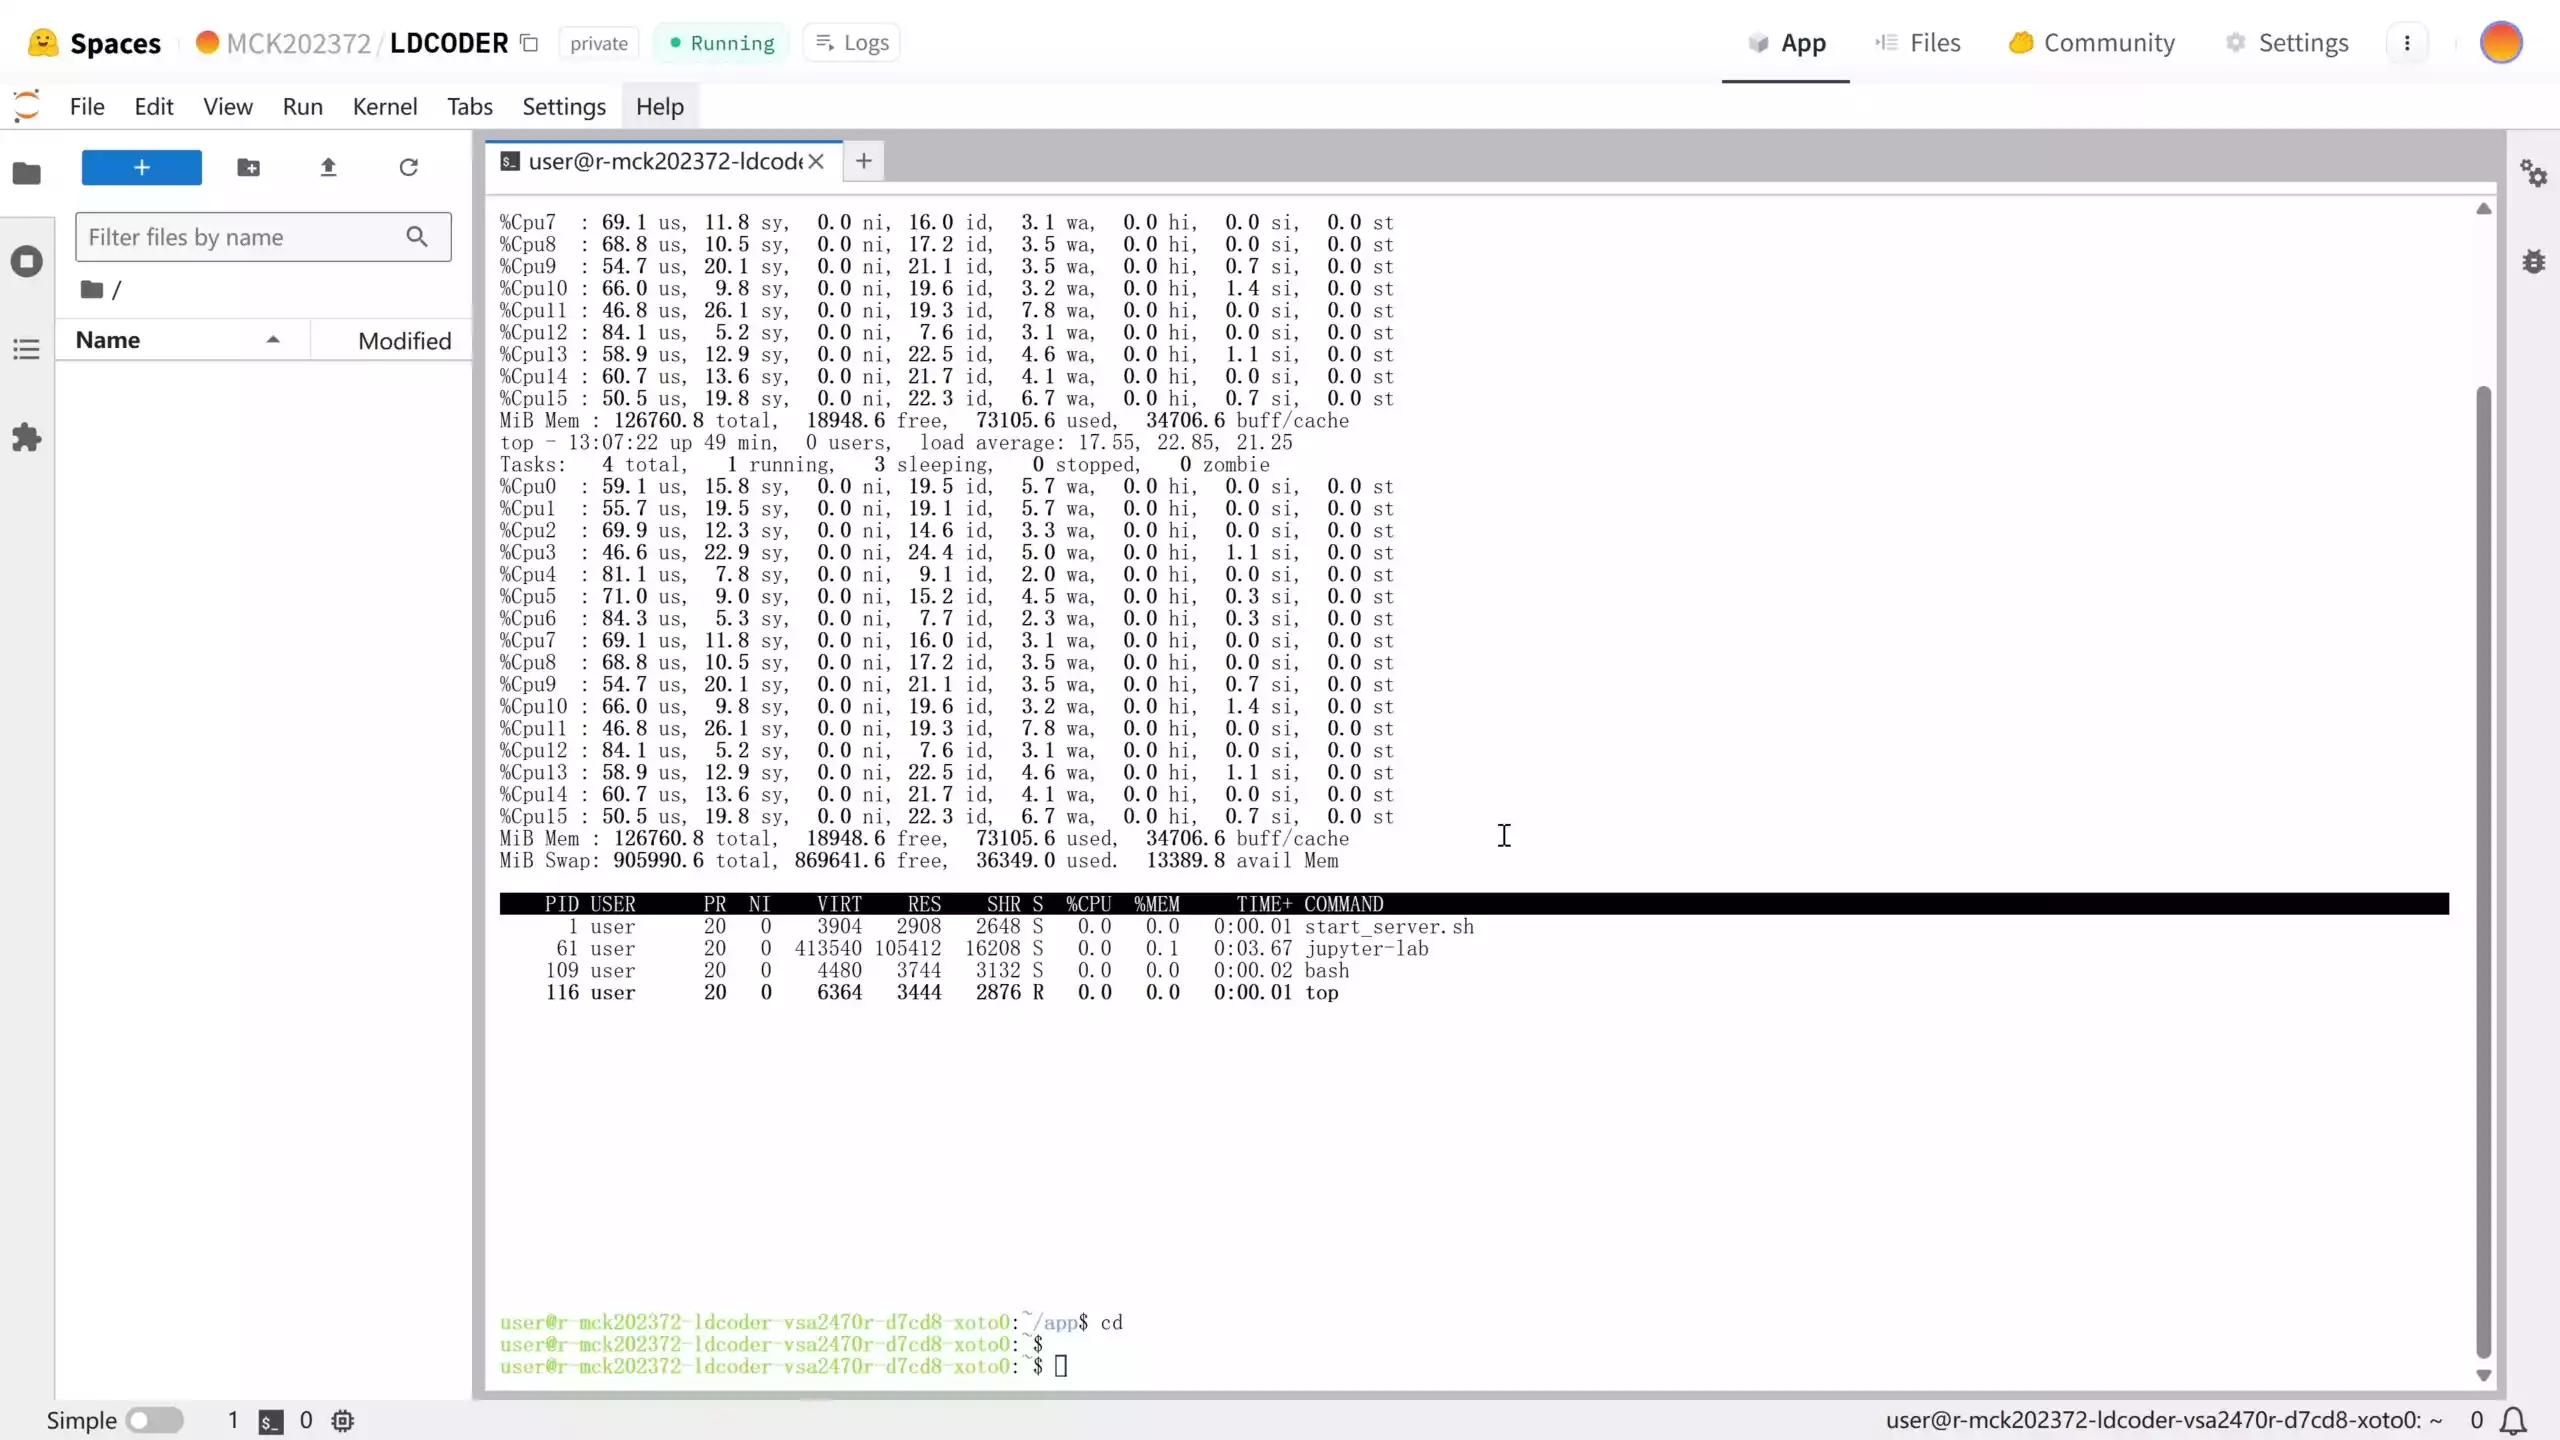 Spaces MCK202372 / LDCODER private Running Logs App Files Community Settings
File Edit View Run Kernel Tabs Settings Help
user@r-mck202372-ldcode
Filter files by name
/
Name Modified
%Cpu7  : 69.1 us, 11.8 sy,  0.0 ni, 16.0 id,  3.1 wa,  0.0 hi,  0.0 si,  0.0 st
%Cpu8  : 68.8 us, 10.5 sy,  0.0 ni, 17.2 id,  3.5 wa,  0.0 hi,  0.0 si,  0.0 st
%Cpu9  : 54.7 us, 20.1 sy,  0.0 ni, 21.1 id,  3.5 wa,  0.0 hi,  0.7 si,  0.0 st
%Cpu10 : 66.0 us,  9.8 sy,  0.0 ni, 19.6 id,  3.2 wa,  0.0 hi,  1.4 si,  0.0 st
%Cpu11 : 46.8 us, 26.1 sy,  0.0 ni, 19.3 id,  7.8 wa,  0.0 hi,  0.0 si,  0.0 st
%Cpu12 : 84.1 us,  5.2 sy,  0.0 ni,  7.6 id,  3.1 wa,  0.0 hi,  0.0 si,  0.0 st
%Cpu13 : 58.9 us, 12.9 sy,  0.0 ni, 22.5 id,  4.6 wa,  0.0 hi,  1.1 si,  0.0 st
%Cpu14 : 60.7 us, 13.6 sy,  0.0 ni, 21.7 id,  4.1 wa,  0.0 hi,  0.0 si,  0.0 st
%Cpu15 : 50.5 us, 19.8 sy,  0.0 ni, 22.3 id,  6.7 wa,  0.0 hi,  0.7 si,  0.0 st
MiB Mem : 126760.8 total,  18948.6 free,  73105.6 used,  34706.6 buff/cache
top - 13:07:22 up 49 min,  0 users,  load average: 17.55, 22.85, 21.25
Tasks:   4 total,   1 running,   3 sleeping,   0 stopped,   0 zombie
%Cpu0  : 59.1 us, 15.8 sy,  0.0 ni, 19.5 id,  5.7 wa,  0.0 hi,  0.0 si,  0.0 st
%Cpu1  : 55.7 us, 19.5 sy,  0.0 ni, 19.1 id,  5.7 wa,  0.0 hi,  0.0 si,  0.0 st
%Cpu2  : 69.9 us, 12.3 sy,  0.0 ni, 14.6 id,  3.3 wa,  0.0 hi,  0.0 si,  0.0 st
%Cpu3  : 46.6 us, 22.9 sy,  0.0 ni, 24.4 id,  5.0 wa,  0.0 hi,  1.1 si,  0.0 st
%Cpu4  : 81.1 us,  7.8 sy,  0.0 ni,  9.1 id,  2.0 wa,  0.0 hi,  0.0 si,  0.0 st
%Cpu5  : 71.0 us,  9.0 sy,  0.0 ni, 15.2 id,  4.5 wa,  0.0 hi,  0.3 si,  0.0 st
%Cpu6  : 84.3 us,  5.3 sy,  0.0 ni,  7.7 id,  2.3 wa,  0.0 hi,  0.3 si,  0.0 st
%Cpu7  : 69.1 us, 11.8 sy,  0.0 ni, 16.0 id,  3.1 wa,  0.0 hi,  0.0 si,  0.0 st
%Cpu8  : 68.8 us, 10.5 sy,  0.0 ni, 17.2 id,  3.5 wa,  0.0 hi,  0.0 si,  0.0 st
%Cpu9  : 54.7 us, 20.1 sy,  0.0 ni, 21.1 id,  3.5 wa,  0.0 hi,  0.7 si,  0.0 st
%Cpu10 : 66.0 us,  9.8 sy,  0.0 ni, 19.6 id,  3.2 wa,  0.0 hi,  1.4 si,  0.0 st
%Cpu11 : 46.8 us, 26.1 sy,  0.0 ni, 19.3 id,  7.8 wa,  0.0 hi,  0.0 si,  0.0 st
%Cpu12 : 84.1 us,  5.2 sy,  0.0 ni,  7.6 id,  3.1 wa,  0.0 hi,  0.0 si,  0.0 st
%Cpu13 : 58.9 us, 12.9 sy,  0.0 ni, 22.5 id,  4.6 wa,  0.0 hi,  1.1 si,  0.0 st
%Cpu14 : 60.7 us, 13.6 sy,  0.0 ni, 21.7 id,  4.1 wa,  0.0 hi,  0.0 si,  0.0 st
%Cpu15 : 50.5 us, 19.8 sy,  0.0 ni, 22.3 id,  6.7 wa,  0.0 hi,  0.7 si,  0.0 st
MiB Mem : 126760.8 total,  18948.6 free,  73105.6 used,  34706.6 buff/cache
MiB Swap: 905990.6 total, 869641.6 free,  36349.0 used.  13389.8 avail Mem
PID USER PR NI VIRT RES SHR S %CPU %MEM TIME+ COMMAND
1 user 20 0 3904 2908 2648 S 0.0 0.0 0:00.01 start_server.sh
61 user 20 0 413540 105412 16208 S 0.0 0.1 0:03.67 jupyter-lab
109 user 20 0 4480 3744 3132 S 0.0 0.0 0:00.02 bash
116 user 20 0 6364 3444 2876 R 0.0 0.0 0:00.01 top
user@r-mck202372-ldcoder-vsa2470r-d7cd8-xoto0:~/app$ cd
user@r-mck202372-ldcoder-vsa2470r-d7cd8-xoto0:~$
user@r-mck202372-ldcoder-vsa2470r-d7cd8-xoto0:~$
Simple 1 $_ 0 user@r-mck202372-ldcoder-vsa2470r-d7cd8-xoto0: ~ 0